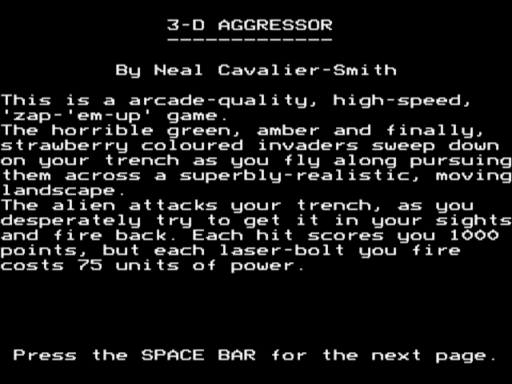 3-D AGGRESSOR
-------------
By Neal Cavalier-Smith
This is a arcade-quality, high-speed,
'zap-'em-up' game.
The horrible green, amber and finally,
strawberry coloured invaders sweep down
on your trench as you fly along pursuing
them across a superbly-realistic, moving
landscape.
The alien attacks your trench, as you
desperately try to get it in your sights
and fire back. Each hit scores you 1000
points, but each laser-bolt you fire
costs 75 units of power.
Press the SPACE BAR for the next page.